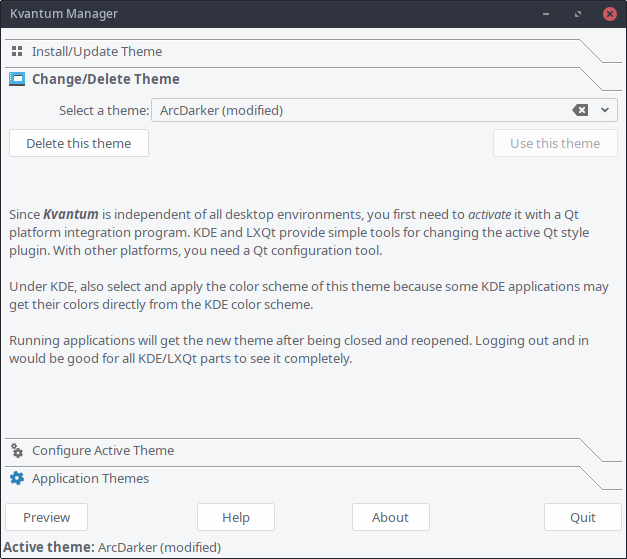 Kvantum Manager
Install/Update Theme
Change/Delete Theme
Select a theme: ArcDarker (modified)
Delete this theme Use this theme
Since Kvantum is independent of all desktop environments, you first need to activate it with a Qt
platform integration program. KDE and LXQt provide simple tools for changing the active Qt style
plugin. With other platforms, you need a Qt configuration tool.
Under KDE, also select and apply the color scheme of this theme because some KDE applications may
get their colors directly from the KDE color scheme.
Running applications will get the new theme after being closed and reopened. Logging out and in
would be good for all KDE/LXQt parts to see it completely.
Configure Active Theme
Application Themes
Preview Help About Quit
Active theme: ArcDarker (modified)